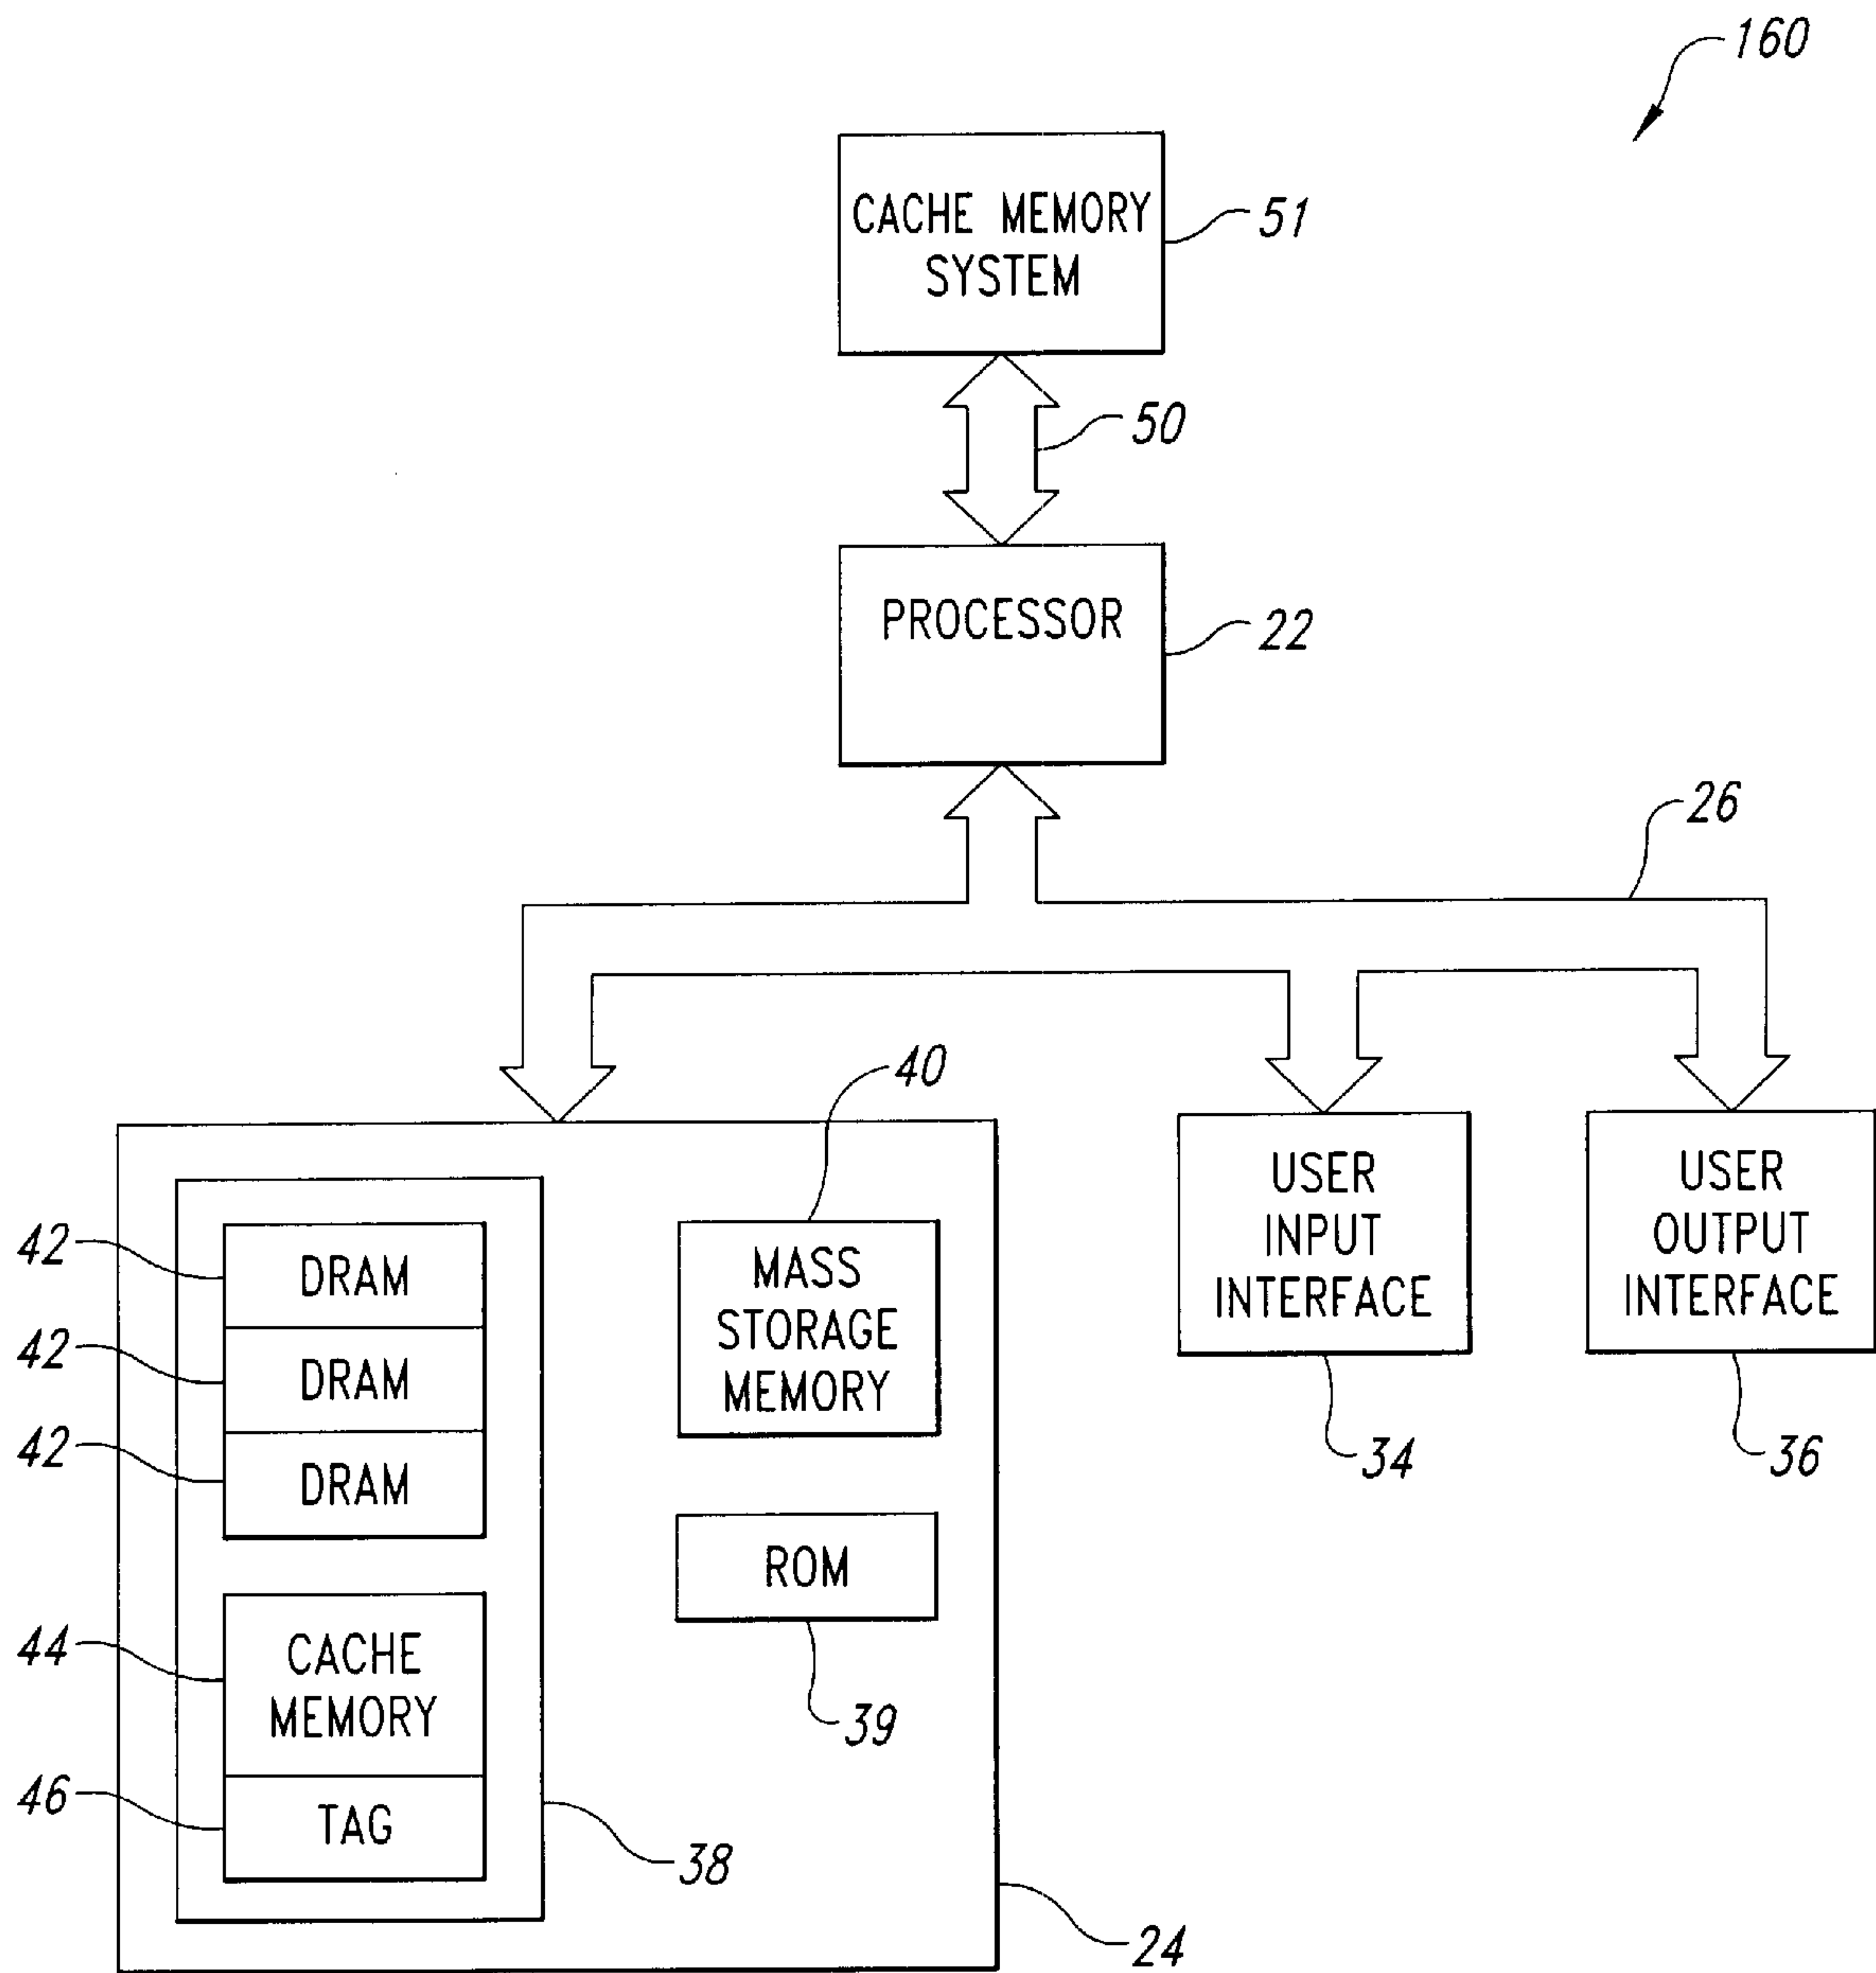 160
CACHE MEMORY
SYSTEM
51
50
PROCESSOR
22
26
40
42
DRAM
42
DRAM
42
DRAM
MASS
STORAGE
MEMORY
USER
INPUT
INTERFACE
34
USER
OUTPUT
INTERFACE
36
ROM
39
44
CACHE
MEMORY
46
TAG
38
24